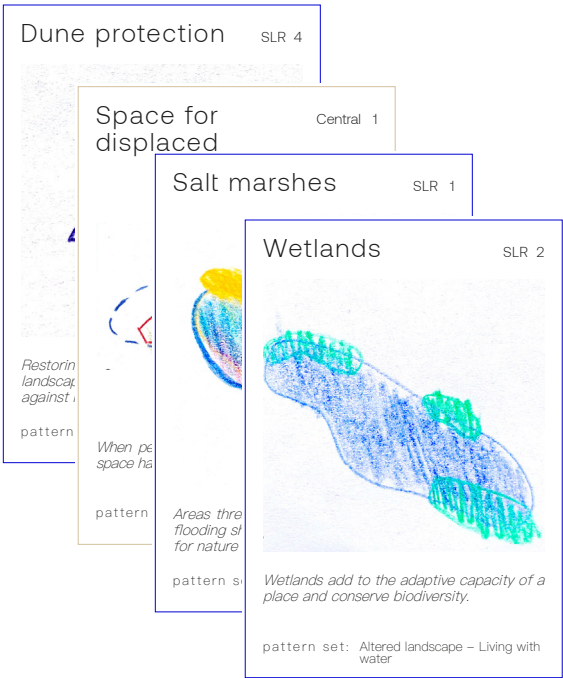 Dune protection SLR 4
Space for Central 1
displaced
Salt marshes SLR 1
Wetlands SLR 2
landscap
against
pattern
When pe
space ha
pattern
Areas thre
flooding sh
for nature
pattern
Wetlands add to the adaptive capacity of a
place and conserve biodiversity.
pattern set: Altered landscape – Living with
water